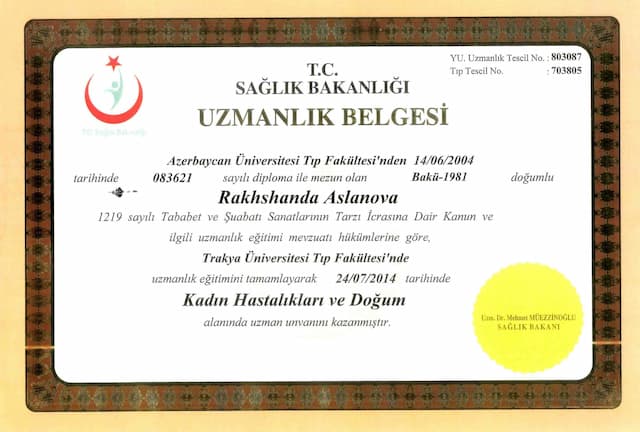 YU. Uzmanlık Tescil No. : 803087
Tıp Tescil No. : 703805
TC Sağlık Bakanlığı
T.C.
SAĞLIK BAKANLIĞI
UZMANLIK BELGESİ
Azerbaycan Üniversitesi Tıp Fakültesi'nden 14/06/2004
tarihinde 083621 sayılı diploma ile mezun olan Bakü-1981 doğumlu
Rakhshanda Aslanova
1219 sayılı Tababet ve Şuabatı Sanatlarının Tarzı İcrasına Dair Kanun ve
ilgili uzmanlık eğitimi mevzuatı hükümlerine göre,
Trakya Üniversitesi Tıp Fakültesi'nde
uzmanlık eğitimini tamamlayarak 24/07/2014 tarihinde
Kadın Hastalıkları ve Doğum
alanında uzman unvanını kazanmıştır.
Uzm. Dr. Mehmet MÜEZZİNOĞLU
SAĞLIK BAKANI